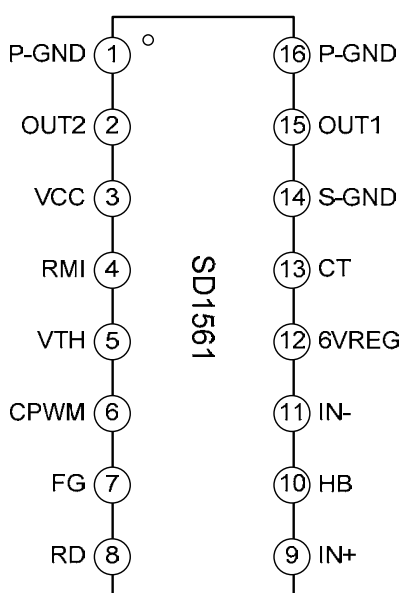 P-GND 1 16 P-GND
OUT2 2 15 OUT1
VCC 3 14 S-GND
RMI 4 13 CT
SD1561
VTH 5 12 6VREG
CPWM 6 11 IN-
FG 7 10 HB
RD 8 9 IN+